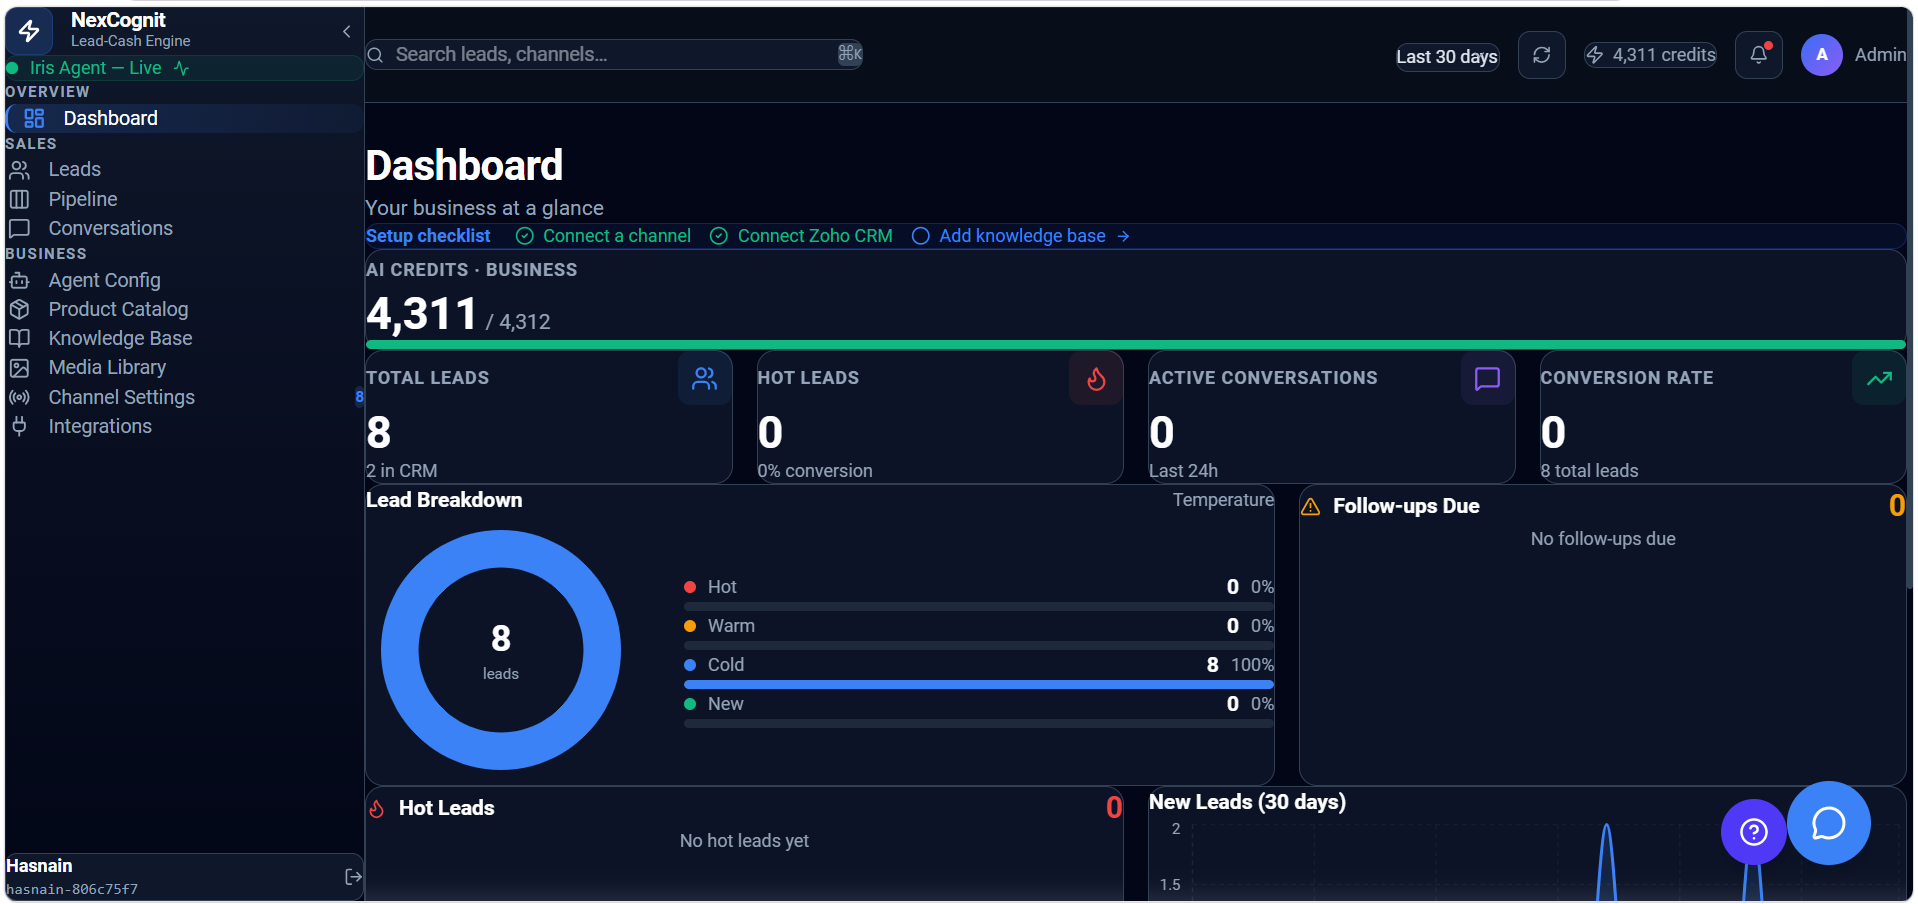 NexCognit
Lead-Cash Engine
Iris Agent — Live
OVERVIEW
Dashboard
SALES
Leads
Pipeline
Conversations
BUSINESS
Agent Config
Product Catalog
Knowledge Base
Media Library
Channel Settings
8
Integrations
Hasnain
hasnain-806c75f7
Search leads, channels...
⌘K
Last 30 days
4,311 credits
A
Admin
Dashboard
Your business at a glance
Setup checklist Connect a channel Connect Zoho CRM Add knowledge base →
AI CREDITS · BUSINESS
4,311 / 4,312
TOTAL LEADS
8
2 in CRM
HOT LEADS
0
0% conversion
ACTIVE CONVERSATIONS
0
Last 24h
CONVERSION RATE
0
8 total leads
Lead Breakdown
Temperature
8
leads
Hot 0 0%
Warm 0 0%
Cold 8 100%
New 0 0%
Follow-ups Due
0
No follow-ups due
Hot Leads
0
No hot leads yet
New Leads (30 days)
2
1.5